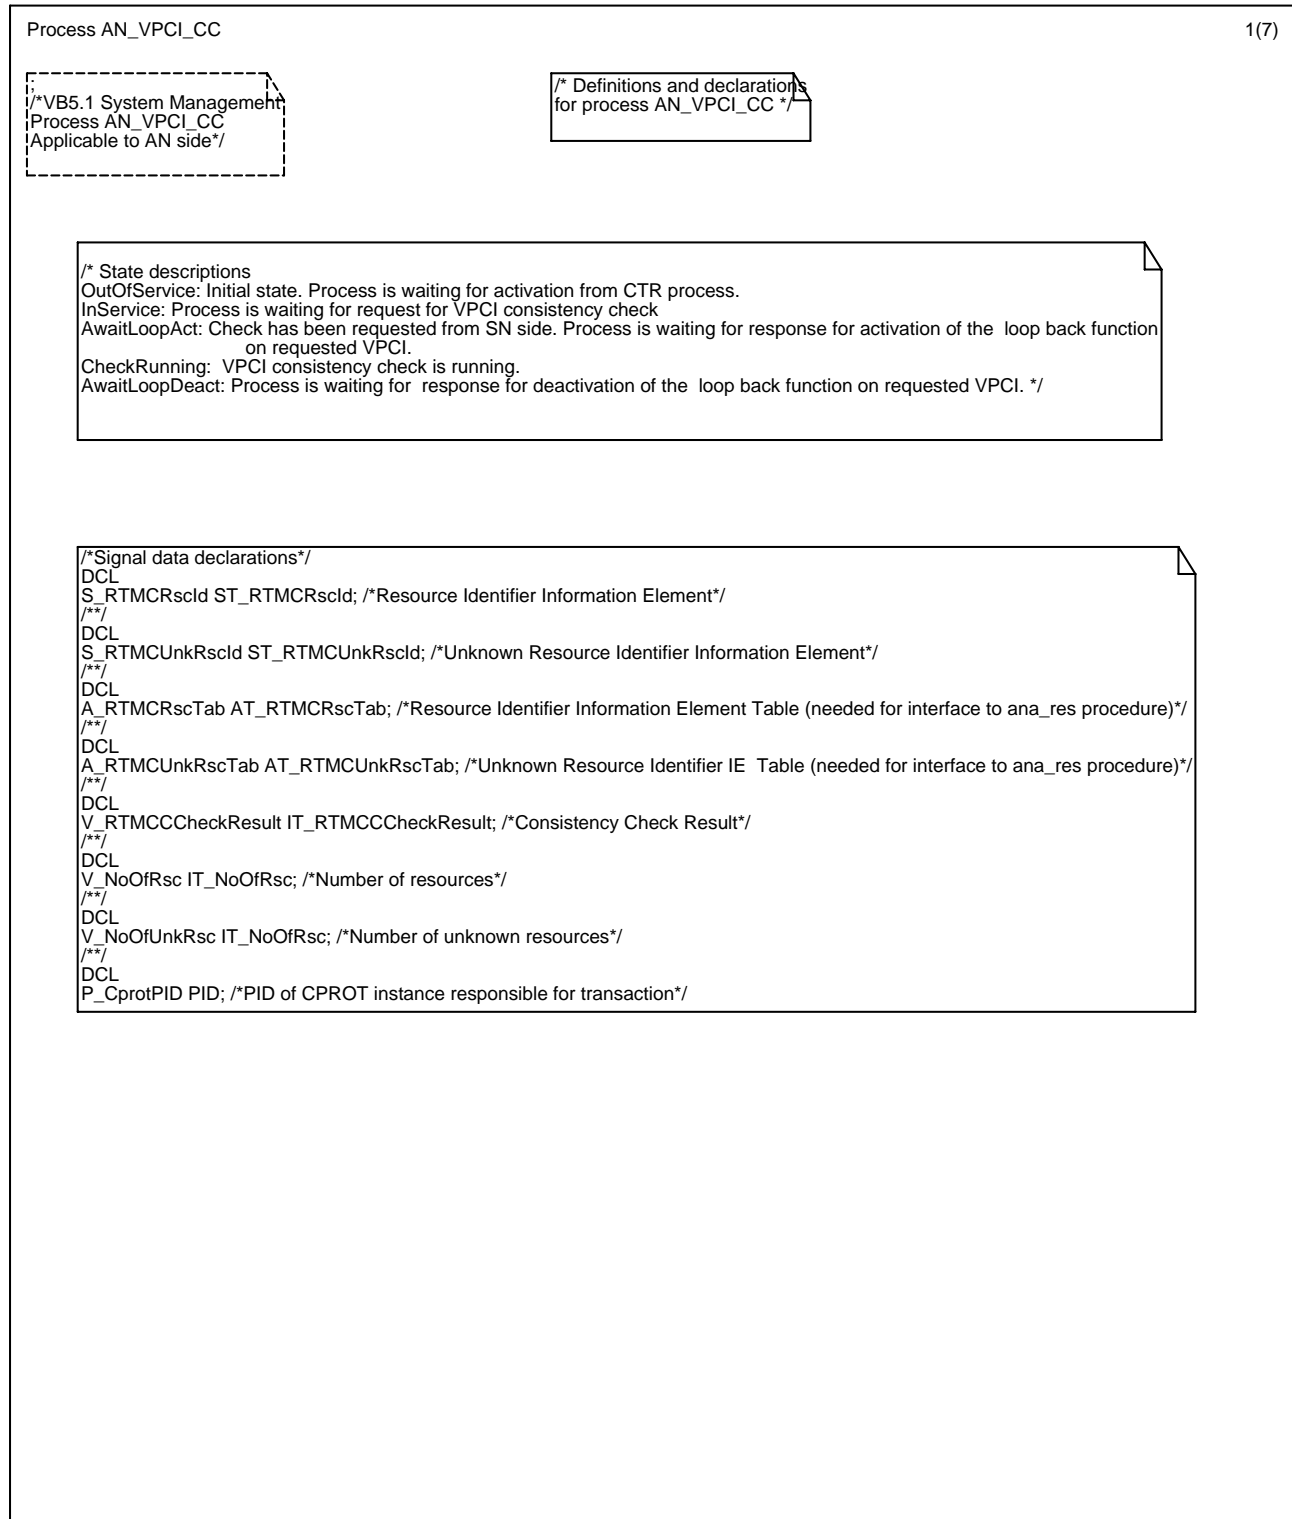 Process AN_VPCI_CC
1(7)
;
/*VB5.1 System Management
Process AN_VPCI_CC
Applicable to AN side*/
/* Definitions and declarations
for process AN_VPCI_CC */
/* State descriptions
OutOfService: Initial state. Process is waiting for activation from CTR process.
InService: Process is waiting for request for VPCI consistency check
AwaitLoopAct: Check has been requested from SN side. Process is waiting for response for activation of the  loop back function
on requested VPCI.
CheckRunning:  VPCI consistency check is running.
AwaitLoopDeact: Process is waiting for  response for deactivation of the  loop back function on requested VPCI. */
/*Signal data declarations*/
DCL
S_RTMCRscId ST_RTMCRscId; /*Resource Identifier Information Element*/
/**/
DCL
S_RTMCUnkRscId ST_RTMCUnkRscId; /*Unknown Resource Identifier Information Element*/
/**/
DCL
A_RTMCRscTab AT_RTMCRscTab; /*Resource Identifier Information Element Table (needed for interface to ana_res procedure)*/
/**/
DCL
A_RTMCUnkRscTab AT_RTMCUnkRscTab; /*Unknown Resource Identifier IE  Table (needed for interface to ana_res procedure)*/
/**/
DCL
V_RTMCCCheckResult IT_RTMCCCheckResult; /*Consistency Check Result*/
/**/
DCL
V_NoOfRsc IT_NoOfRsc; /*Number of resources*/
/**/
DCL
V_NoOfUnkRsc IT_NoOfRsc; /*Number of unknown resources*/
/**/
DCL
P_CprotPID PID; /*PID of CPROT instance responsible for transaction*/